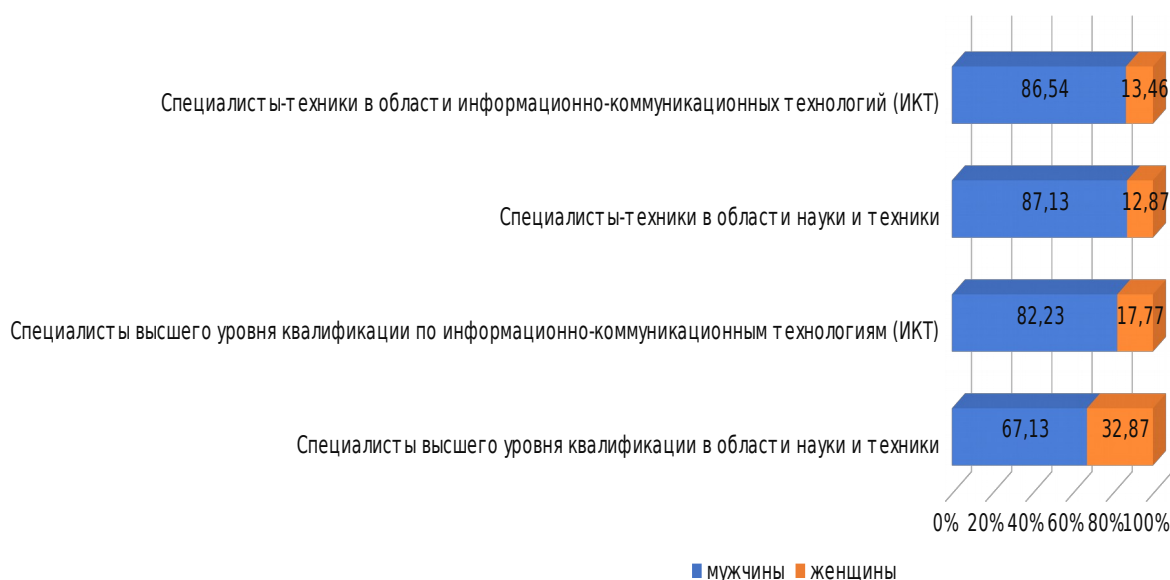 Специалисты-техники в области информационно-коммуникационных технологий (ИКТ)
86,54 13,46
Специалисты-техники в области науки и техники
87,13 12,87
Специалисты высшего уровня квалификации по информационно-коммуникационным технологиям (ИКТ)
82,23 17,77
Специалисты высшего уровня квалификации в области науки и техники
67,13 32,87
0% 20% 40% 60% 80% 100%
мужчины женщины